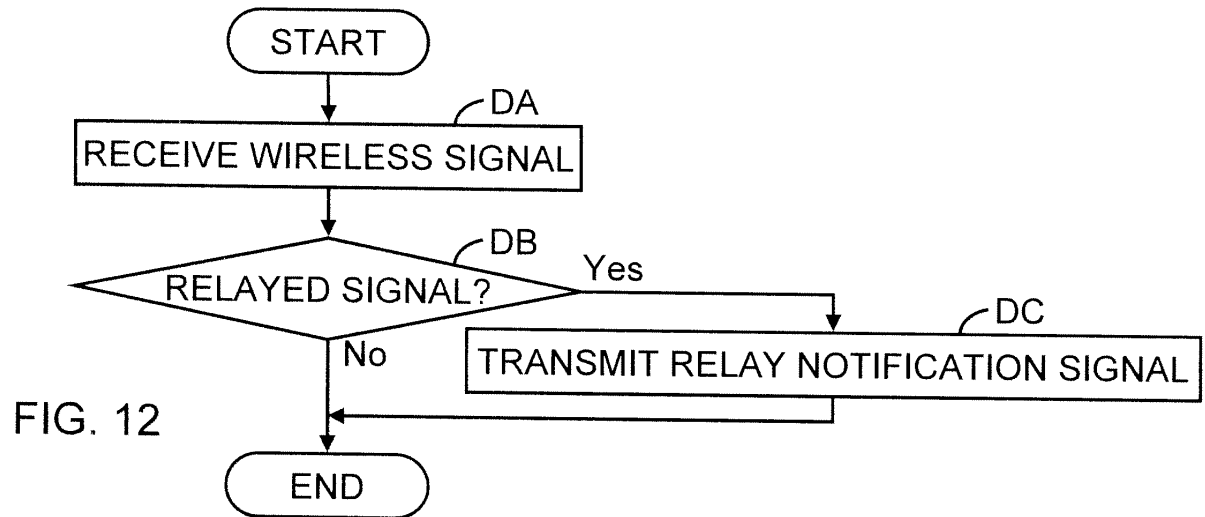 START
DA
RECEIVE WIRELESS SIGNAL
DB
RELAYED SIGNAL?
Yes
No
DC
TRANSMIT RELAY NOTIFICATION SIGNAL
FIG. 12
END